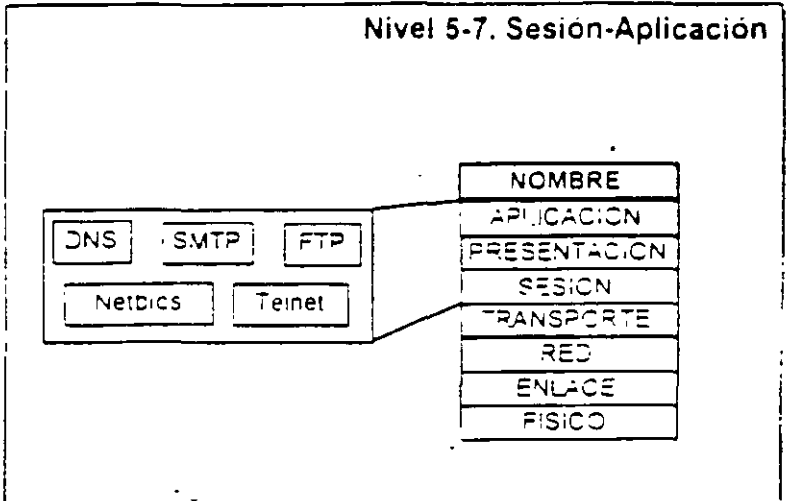 Nivel 5-7. Sesión-Aplicación
NOMBRE
APLICACION
DNS SMTP FTP
PRESENTACION
SESION
Netbios Telnet
TRANSPORTE
RED
ENLACE
FISICO